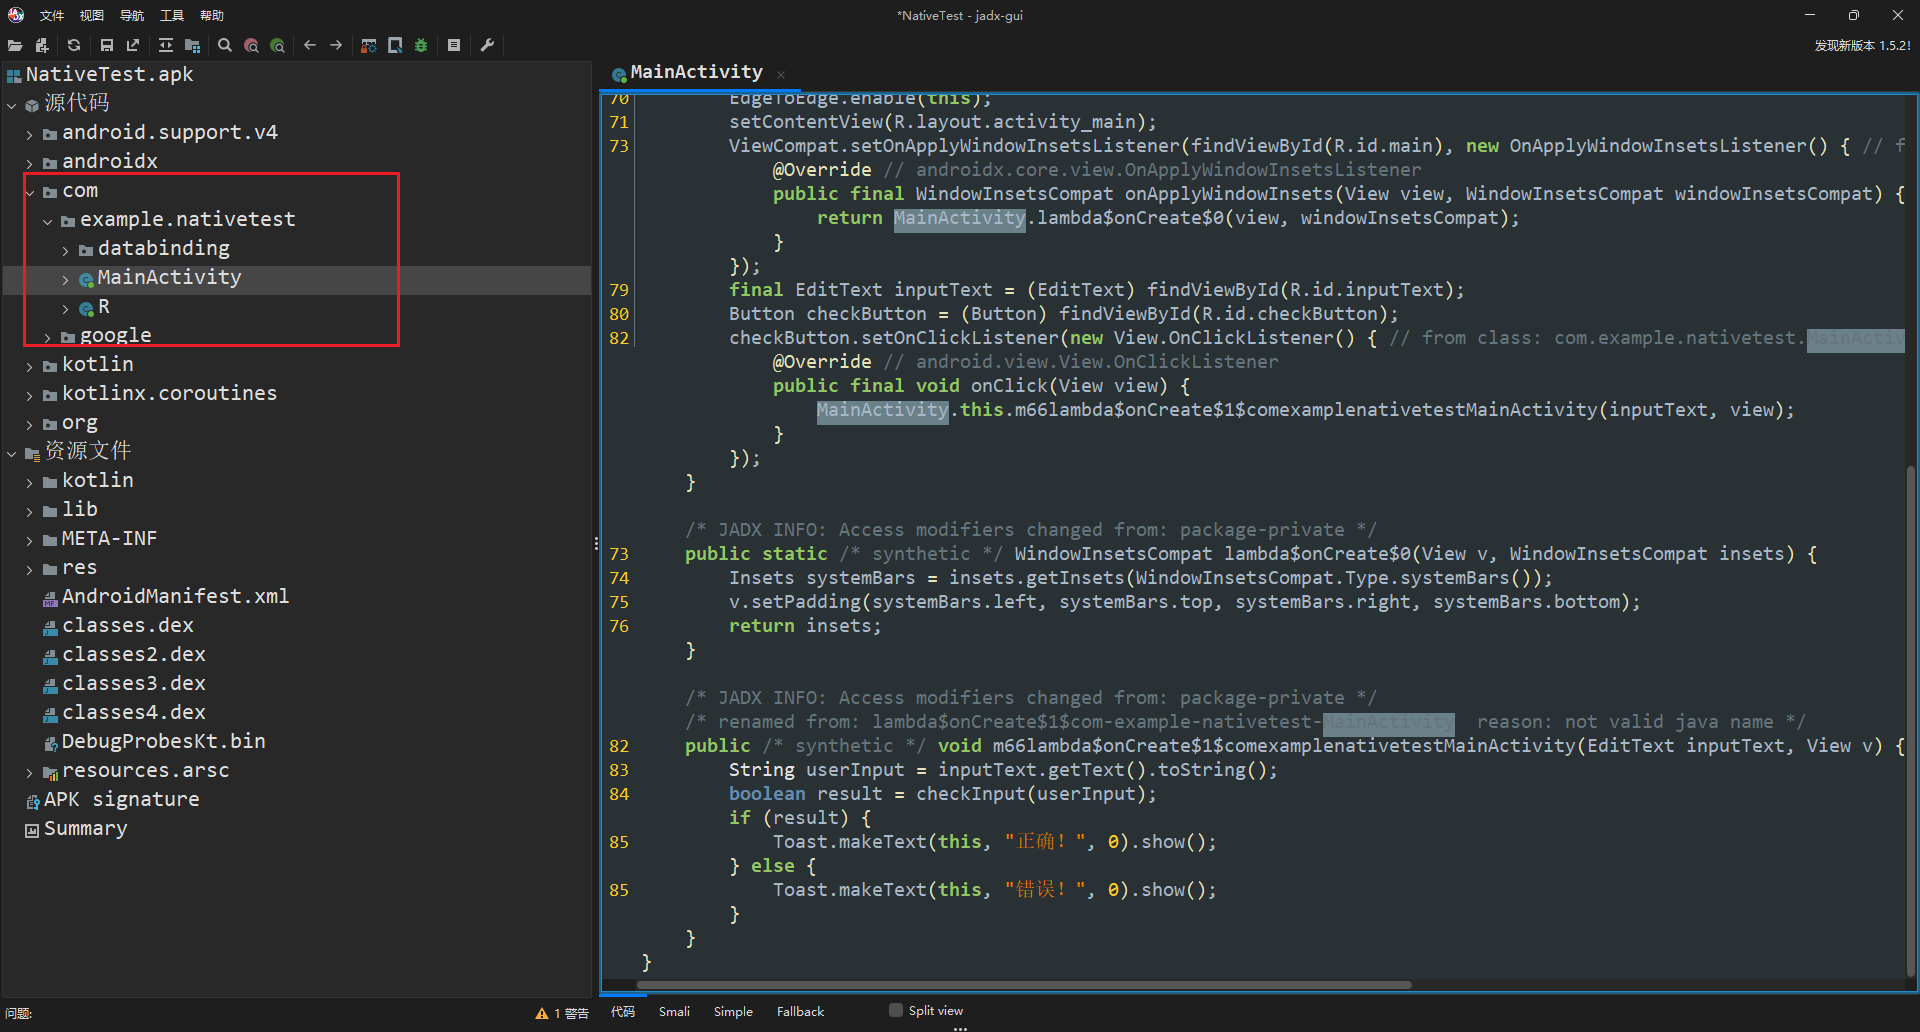 文件 视图 导航 工具 帮助
*NativeTest - jadx-gui
发现新版本 1.5.2!
NativeTest.apk
源代码
android.support.v4
androidx
com
example.nativetest
databinding
MainActivity
R
google
kotlin
kotlinx.coroutines
org
资源文件
kotlin
lib
META-INF
res
AndroidManifest.xml
classes.dex
classes2.dex
classes3.dex
classes4.dex
DebugProbesKt.bin
resources.arsc
APK signature
Summary
MainActivity
70 EdgeToEdge.enable(this);
71 setContentView(R.layout.activity_main);
73 ViewCompat.setOnApplyWindowInsetsListener(findViewById(R.id.main), new OnApplyWindowInsetsListener() { // f
@Override // androidx.core.view.OnApplyWindowInsetsListener
public final WindowInsetsCompat onApplyWindowInsets(View view, WindowInsetsCompat windowInsetsCompat) {
return MainActivity.lambda$onCreate$0(view, windowInsetsCompat);
}
});
79 final EditText inputText = (EditText) findViewById(R.id.inputText);
80 Button checkButton = (Button) findViewById(R.id.checkButton);
82 checkButton.setOnClickListener(new View.OnClickListener() { // from class: com.example.nativetest.MainActiv
@Override // android.view.View.OnClickListener
public final void onClick(View view) {
MainActivity.this.m66lambda$onCreate$1$comexamplenativetestMainActivity(inputText, view);
}
});
}
/* JADX INFO: Access modifiers changed from: package-private */
73 public static /* synthetic */ WindowInsetsCompat lambda$onCreate$0(View v, WindowInsetsCompat insets) {
74 Insets systemBars = insets.getInsets(WindowInsetsCompat.Type.systemBars());
75 v.setPadding(systemBars.left, systemBars.top, systemBars.right, systemBars.bottom);
76 return insets;
}
/* JADX INFO: Access modifiers changed from: package-private */
/* renamed from: lambda$onCreate$1$com-example-nativetest-MainActivity  reason: not valid java name */
82 public /* synthetic */ void m66lambda$onCreate$1$comexamplenativetestMainActivity(EditText inputText, View v) {
83 String userInput = inputText.getText().toString();
84 boolean result = checkInput(userInput);
if (result) {
85 Toast.makeText(this, "正确！", 0).show();
} else {
85 Toast.makeText(this, "错误！", 0).show();
}
}
}
问题: 1 警告 代码 Smali Simple Fallback Split view